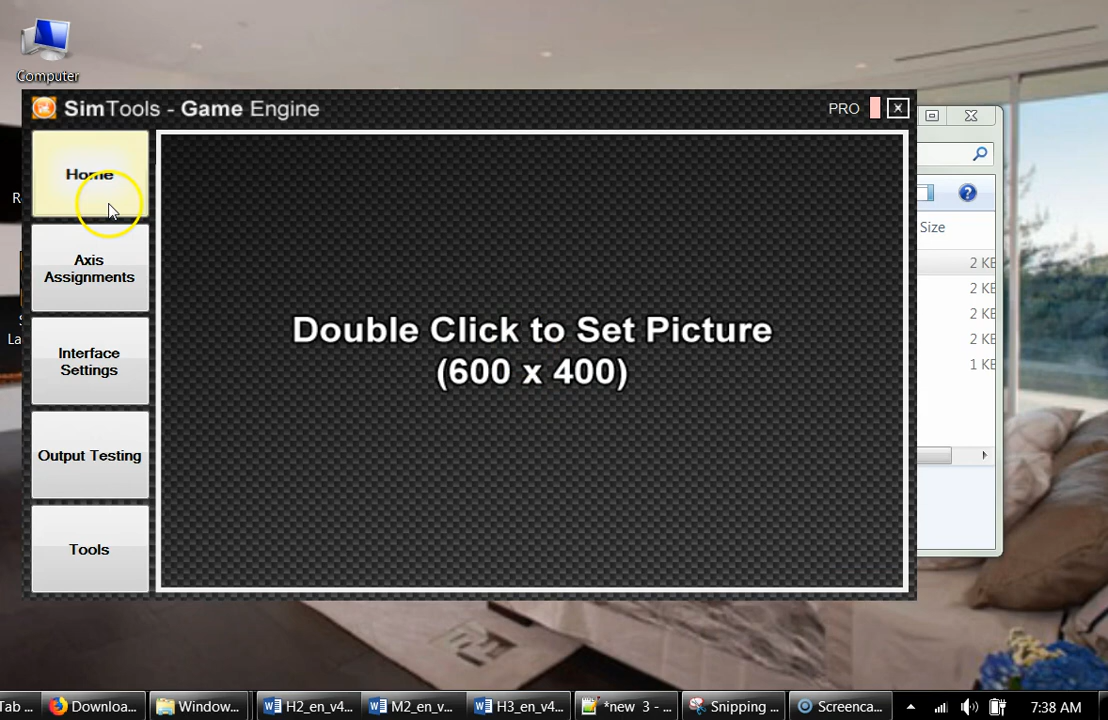 Computer
SimTools - Game Engine
PRO
Home
Size
Axis
Assignments
2 KB
2 KB
2 KB
2 KB
1 KB
Double Click to Set Picture
(600 x 400)
Interface
Settings
Output Testing
Tools
Tab ...
Downloa...
Window...
H2_en_v4...
M2_en_v...
H3_en_v4...
*new 3 - ...
Snipping ...
Screenca...
7:38 AM